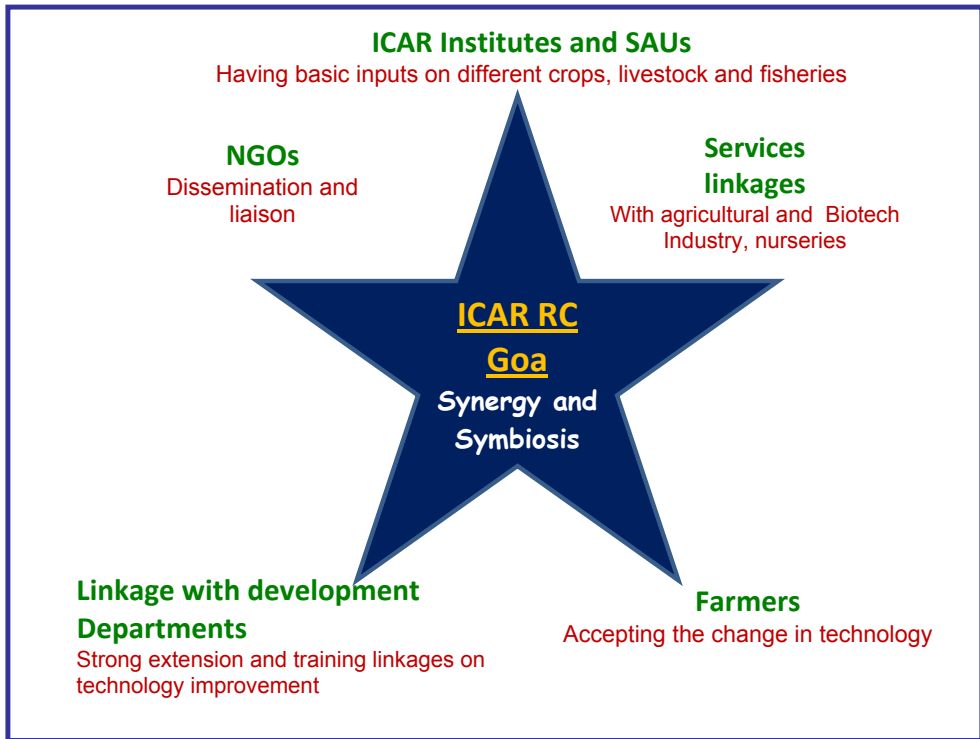 ICAR Institutes and SAUs
Having basic inputs on different crops, livestock and fisheries
NGOs
Dissemination and
liaison
Services
linkages
With agricultural and Biotech
Industry, nurseries
ICAR RC
Goa
Synergy and
Symbiosis
Linkage with development
Departments
Strong extension and training linkages on
technology improvement
Farmers
Accepting the change in technology